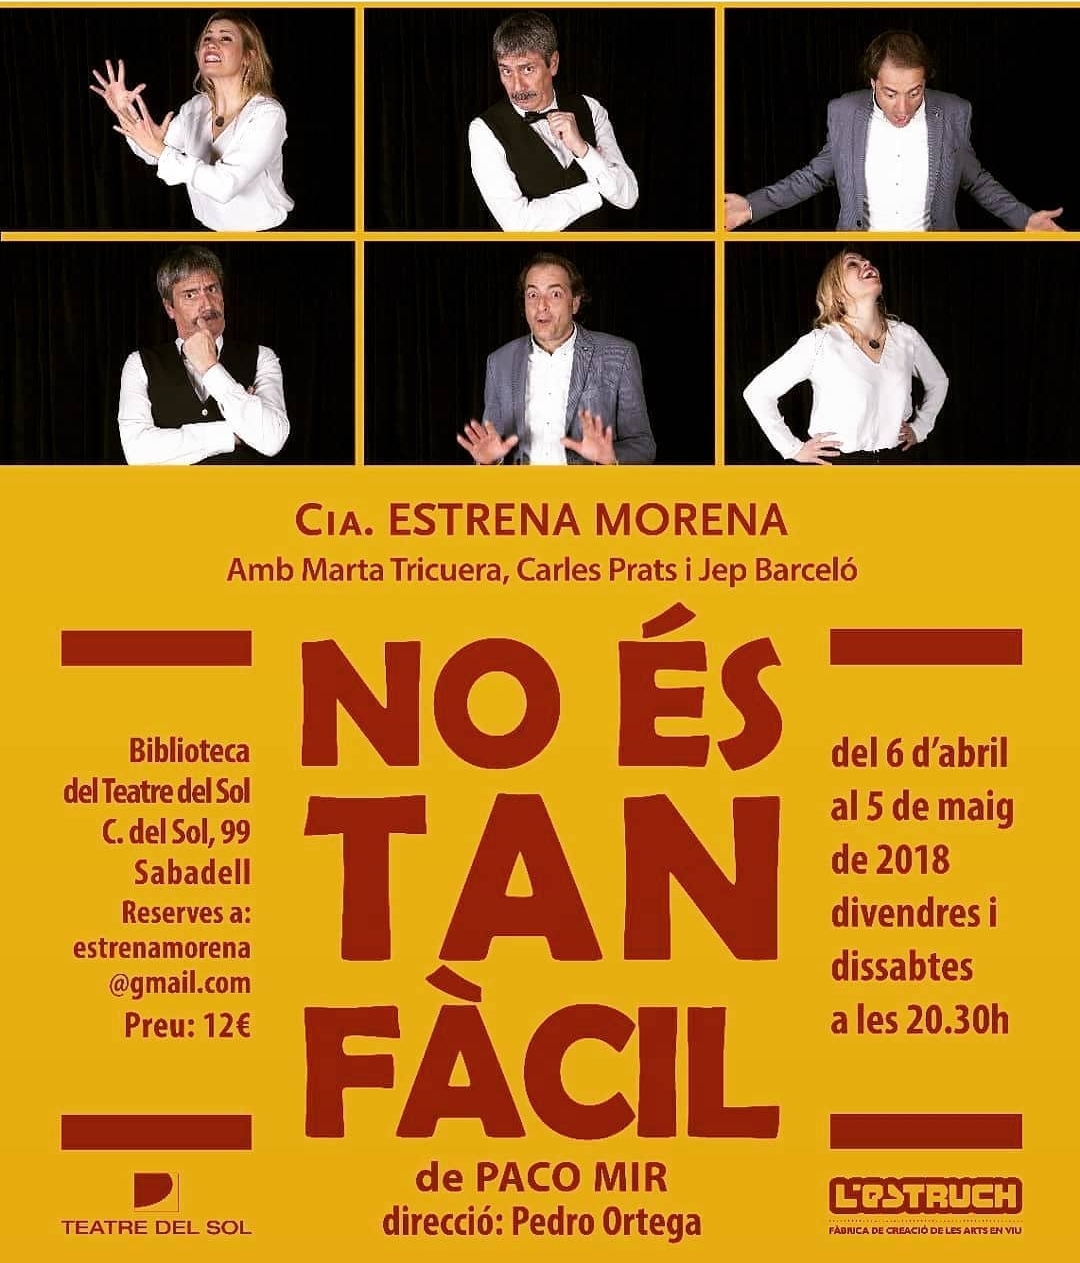 Cia. ESTRENA MORENA
Amb Marta Tricuera, Carles Prats i Jep Barceló
NO ÉS
TAN
FÀCIL
de PACO MIR
direcció: Pedro Ortega
Biblioteca
del Teatre del Sol
C. del Sol, 99
Sabadell
Reserves a:
estrenamorena
@gmail.com
Preu: 12€
del 6 d'abril
al 5 de maig
de 2018
divendres i
dissabtes
a les 20.30h
TEATRE DEL SOL
L'ESTRUCH
FÀBRICA DE CREACIÓ DE LES ARTS EN VIU